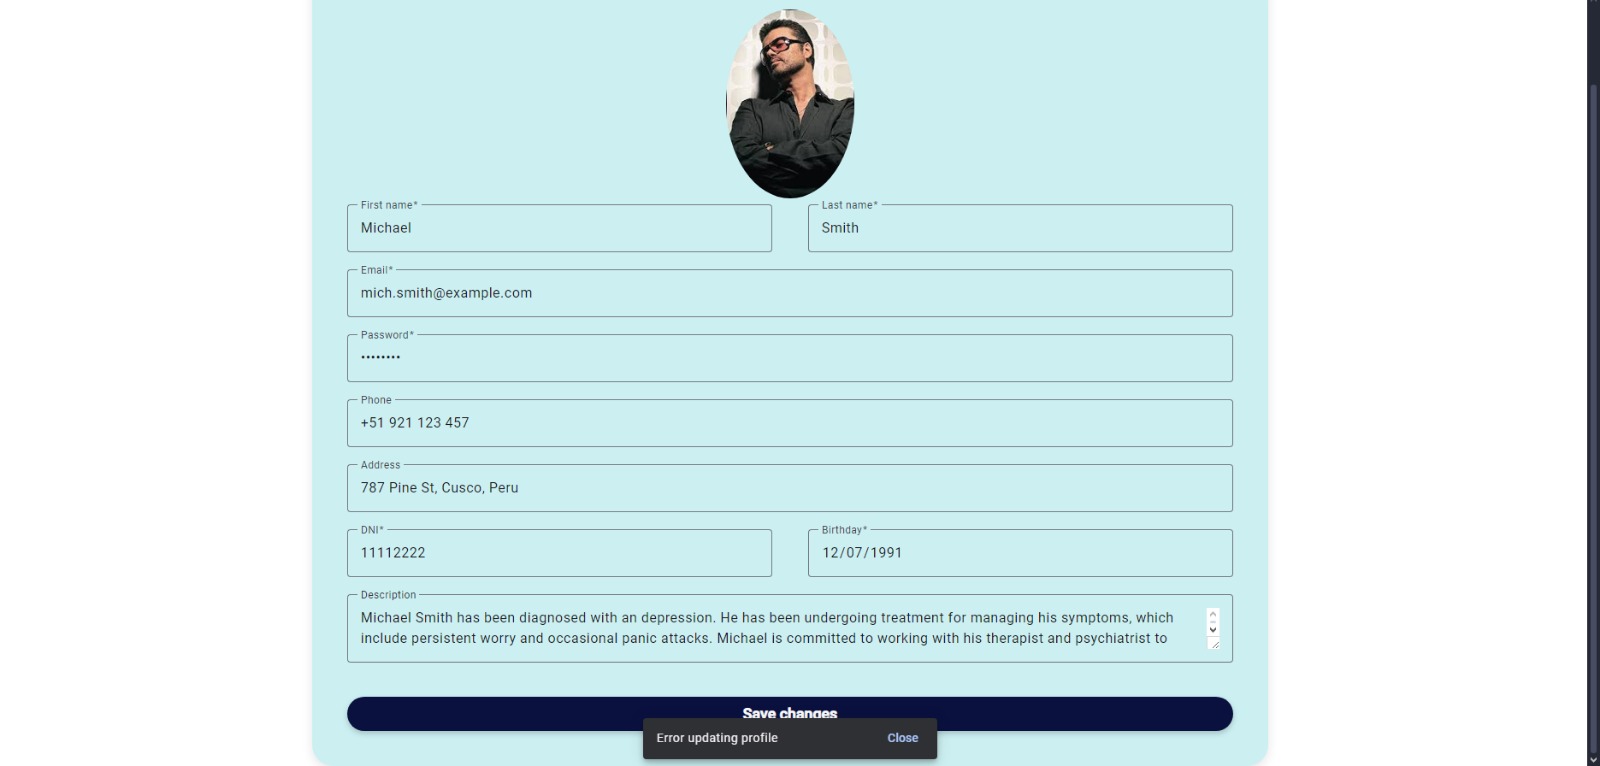 First name*
Michael
Last name*
Smith
Email*
mich.smith@example.com
Password*
••••••••
Phone
+51 921 123 457
Address
787 Pine St, Cusco, Peru
DNI*
11112222
Birthday*
12/07/1991
Description
Michael Smith has been diagnosed with an depression. He has been undergoing treatment for managing his symptoms, which
include persistent worry and occasional panic attacks. Michael is committed to working with his therapist and psychiatrist to
Save changes
Error updating profile
Close